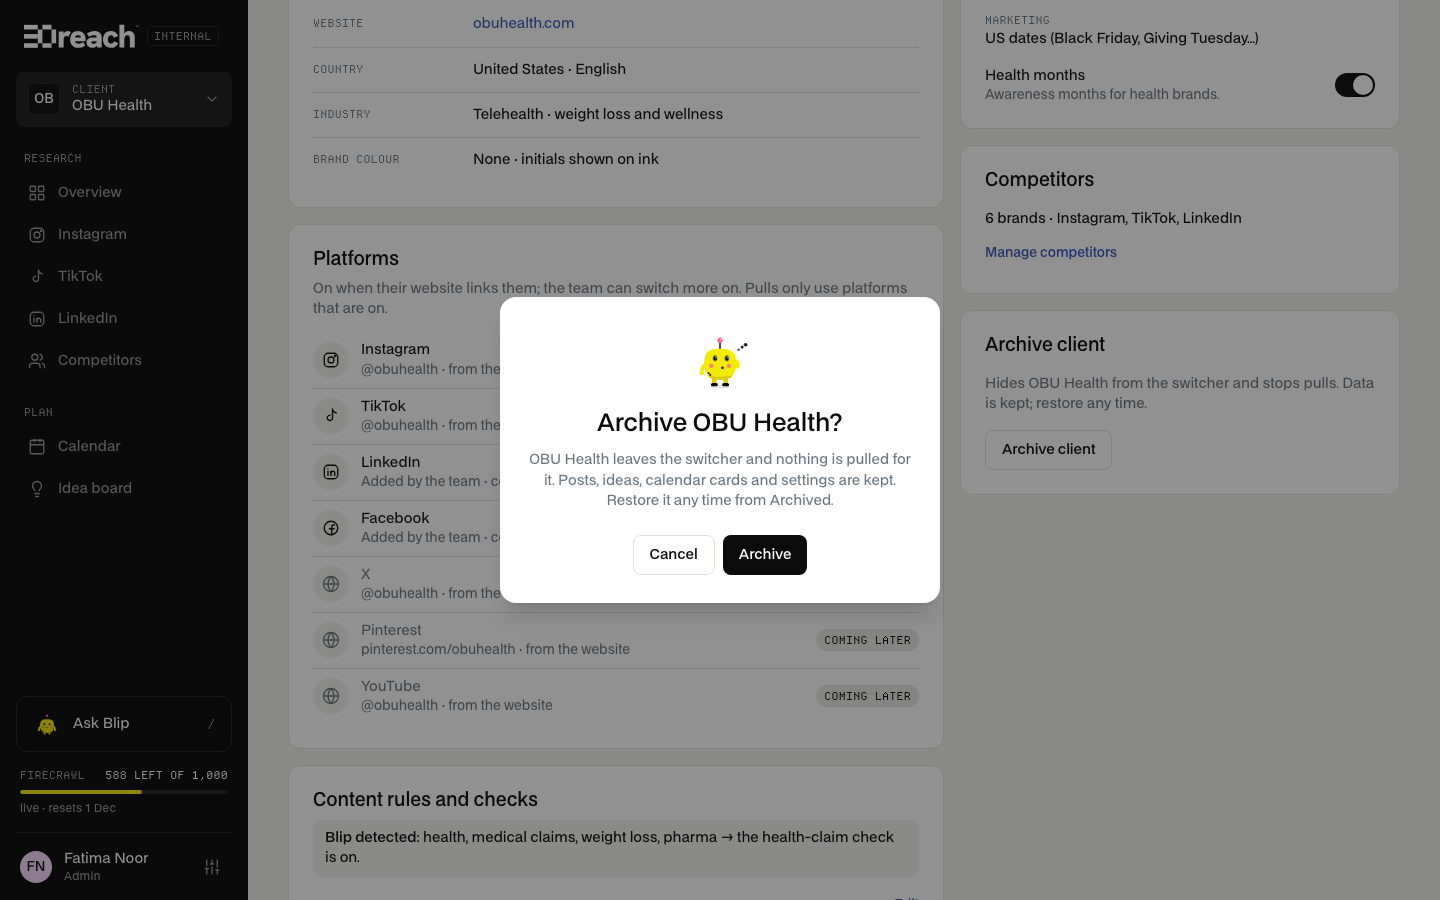 reach
INTERNAL
OB
CLIENT
OBU Health
RESEARCH
Overview
Instagram
TikTok
LinkedIn
Competitors
PLAN
Calendar
Idea board
Ask Blip
/
FIRECRAWL
588 LEFT OF 1,000
live · resets 1 Dec
FN
Fatima Noor
Admin
WEBSITE
obuhealth.com
COUNTRY
United States · English
INDUSTRY
Telehealth · weight loss and wellness
BRAND COLOUR
None · initials shown on ink
Platforms
On when their website links them; the team can switch more on. Pulls only use platforms
that are on.
Instagram
@obuhealth · from the
TikTok
@obuhealth · from the
LinkedIn
Added by the team ·
Facebook
Added by the team ·
X
@obuhealth · from the
Pinterest
pinterest.com/obuhealth · from the website
COMING LATER
YouTube
@obuhealth · from the website
COMING LATER
Content rules and checks
Blip detected: health, medical claims, weight loss, pharma → the health-claim check
is on.
MARKETING
US dates (Black Friday, Giving Tuesday...)
Health months
Awareness months for health brands.
Competitors
6 brands · Instagram, TikTok, LinkedIn
Manage competitors
Archive client
Hides OBU Health from the switcher and stops pulls. Data
is kept; restore any time.
Archive client
Archive OBU Health?
OBU Health leaves the switcher and nothing is pulled for
it. Posts, ideas, calendar cards and settings are kept.
Restore it any time from Archived.
Cancel
Archive